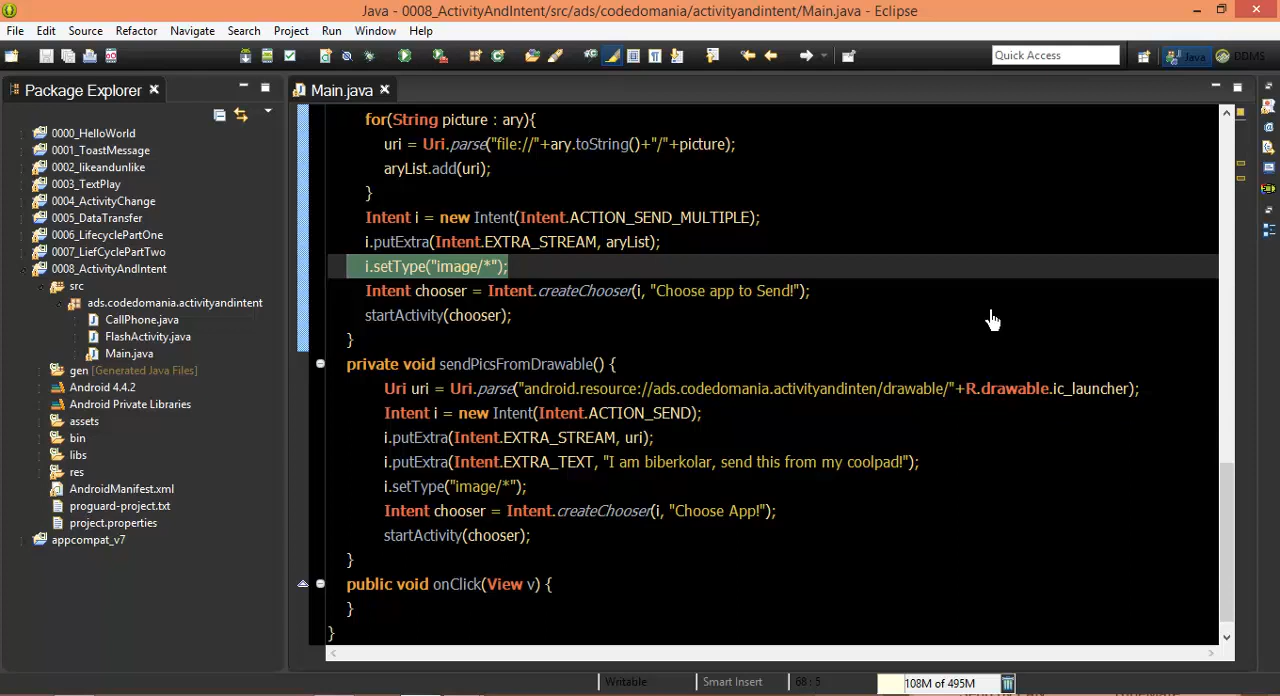 Java - 0008_ActivityAndIntent/src/ads/codedomania/activityandintent/Main.java - Eclipse
File Edit Source Refactor Navigate Search Project Run Window Help
Quick Access
Java
DDMS
Package Explorer
0000_HelloWorld
0001_ToastMessage
0002_likeandunlike
0003_TextPlay
0004_ActivityChange
0005_DataTransfer
0006_LifecyclePartOne
0007_LiefCyclePartTwo
0008_ActivityAndIntent
src
ads.codedomania.activityandintent
CallPhone.java
FlashActivity.java
Main.java
gen [Generated Java Files]
Android 4.4.2
Android Private Libraries
assets
bin
libs
res
AndroidManifest.xml
proguard-project.txt
project.properties
appcompat_v7
Main.java
for(String picture : ary){
uri = Uri.parse("file://"+ary.toString()+"/"+picture);
aryList.add(uri);
}
Intent i = new Intent(Intent.ACTION_SEND_MULTIPLE);
i.putExtra(Intent.EXTRA_STREAM, aryList);
i.setType("image/*");
Intent chooser = Intent.createChooser(i, "Choose app to Send!");
startActivity(chooser);
}
private void sendPicsFromDrawable() {
Uri uri = Uri.parse("android.resource://ads.codedomania.activityandinten/drawable/"+R.drawable.ic_launcher);
Intent i = new Intent(Intent.ACTION_SEND);
i.putExtra(Intent.EXTRA_STREAM, uri);
i.putExtra(Intent.EXTRA_TEXT, "I am biberkolar, send this from my coolpad!");
i.setType("image/*");
Intent chooser = Intent.createChooser(i, "Choose App!");
startActivity(chooser);
}
public void onClick(View v) {
}
}
Writable
Smart Insert
68 : 5
108M of 495M